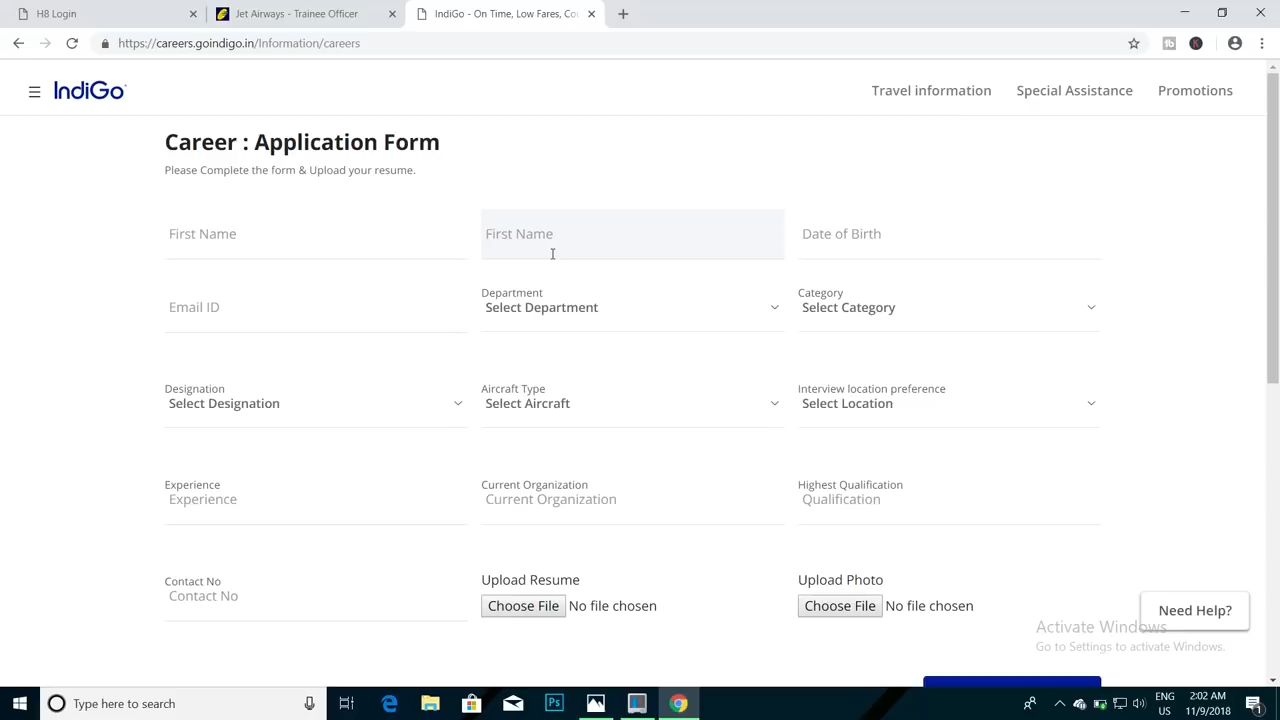 H8 Login
Jet Airways - Trainee Officer
IndiGo - On Time, Low Fares, Cou
https://careers.goindigo.in/Information/careers
IndiGo
Travel information
Special Assistance
Promotions
Career : Application Form
Please Complete the form & Upload your resume.
First Name
First Name
Date of Birth
Email ID
Department
Select Department
Category
Select Category
Designation
Select Designation
Aircraft Type
Select Aircraft
Interview location preference
Select Location
Experience
Experience
Current Organization
Current Organization
Highest Qualification
Qualification
Contact No
Contact No
Upload Resume
Choose File No file chosen
Upload Photo
Choose File No file chosen
Need Help?
Activate Windows
Go to Settings to activate Windows.
Type here to search
Ps
ENG
US
2:02 AM
11/9/2018
1